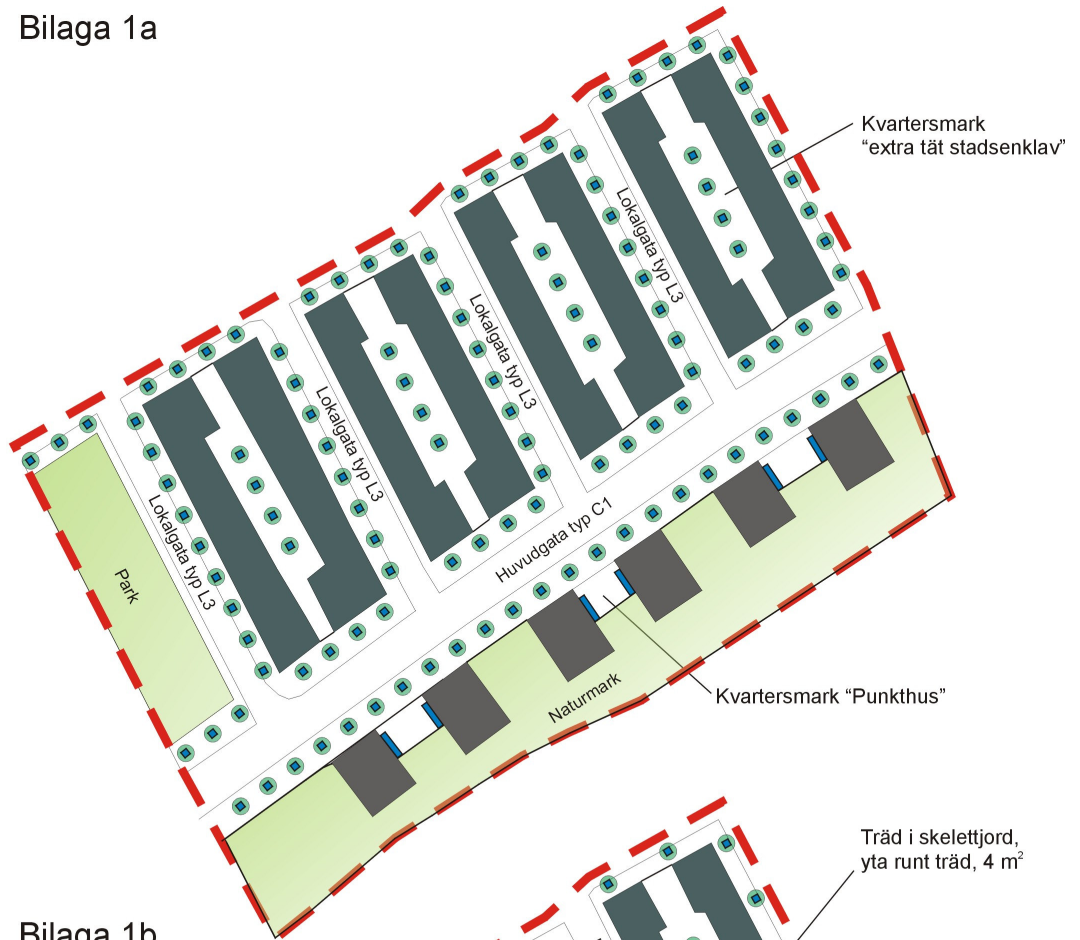 Bilaga 1a
Kvartersmark
“extra tät stadsenklav”
Lokalgata typ L3
Lokalgata typ L3
Lokalgata typ L3
Lokalgata typ L3
Park
Huvudgata typ C1
Naturmark
Kvartersmark “Punkthus”
Träd i skelettjord,
yta runt träd, 4 m²
Bilaga 1b